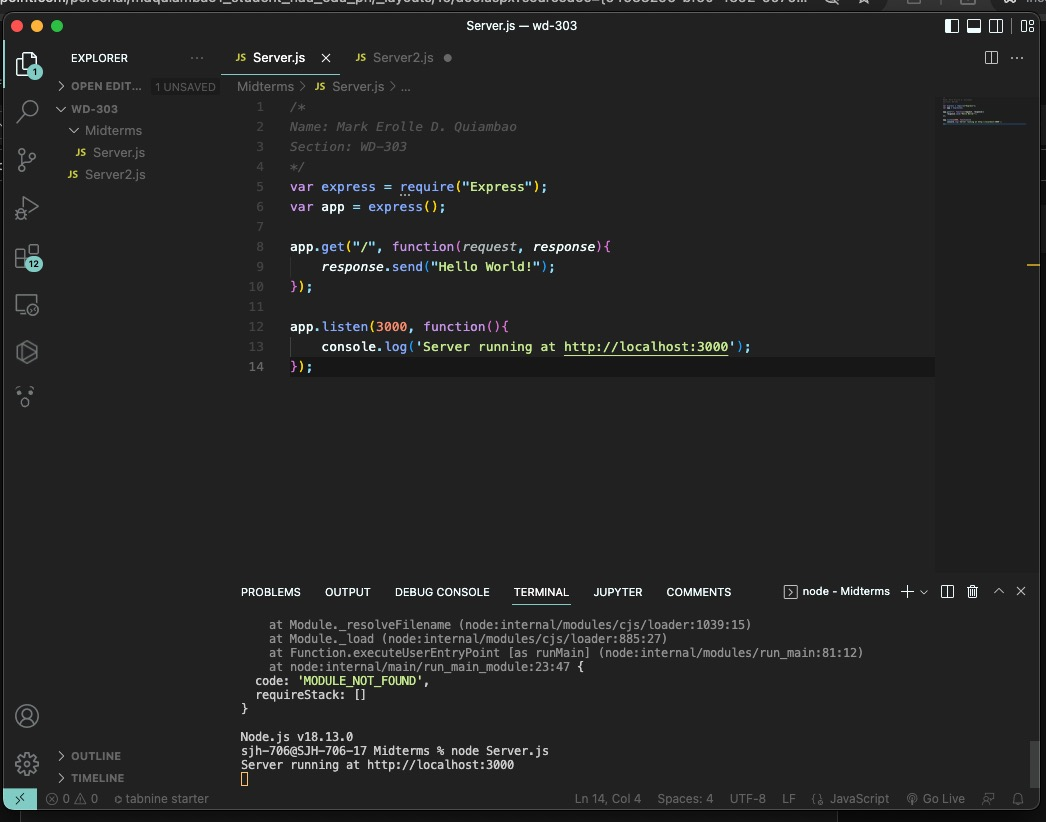 Server.js — wd-303
EXPLORER
OPEN EDIT...
1 UNSAVED
WD-303
Midterms
JS Server.js
JS Server2.js
1
12
JS Server.js
JS Server2.js
Midterms > JS Server.js > ...
1 /*
2 Name: Mark Erolle D. Quiambao
3 Section: WD-303
4 */
5 var express = require("Express");
6 var app = express();
7
8 app.get("/", function(request, response){
9 response.send("Hello World!");
10 });
11
12 app.listen(3000, function(){
13 console.log('Server running at http://localhost:3000');
14 });
PROBLEMS OUTPUT DEBUG CONSOLE TERMINAL JUPYTER COMMENTS
node - Midterms
at Module._resolveFilename (node:internal/modules/cjs/loader:1039:15)
at Module._load (node:internal/modules/cjs/loader:885:27)
at Function.executeUserEntryPoint [as runMain] (node:internal/modules/run_main:81:12)
at node:internal/main/run_main_module:23:47 {
code: 'MODULE_NOT_FOUND',
requireStack: []
}
Node.js v18.13.0
sjh-706@SJH-706-17 Midterms % node Server.js
Server running at http://localhost:3000
OUTLINE
TIMELINE
0 0 tabnine starter
Ln 14, Col 4 Spaces: 4 UTF-8 LF {} JavaScript Go Live